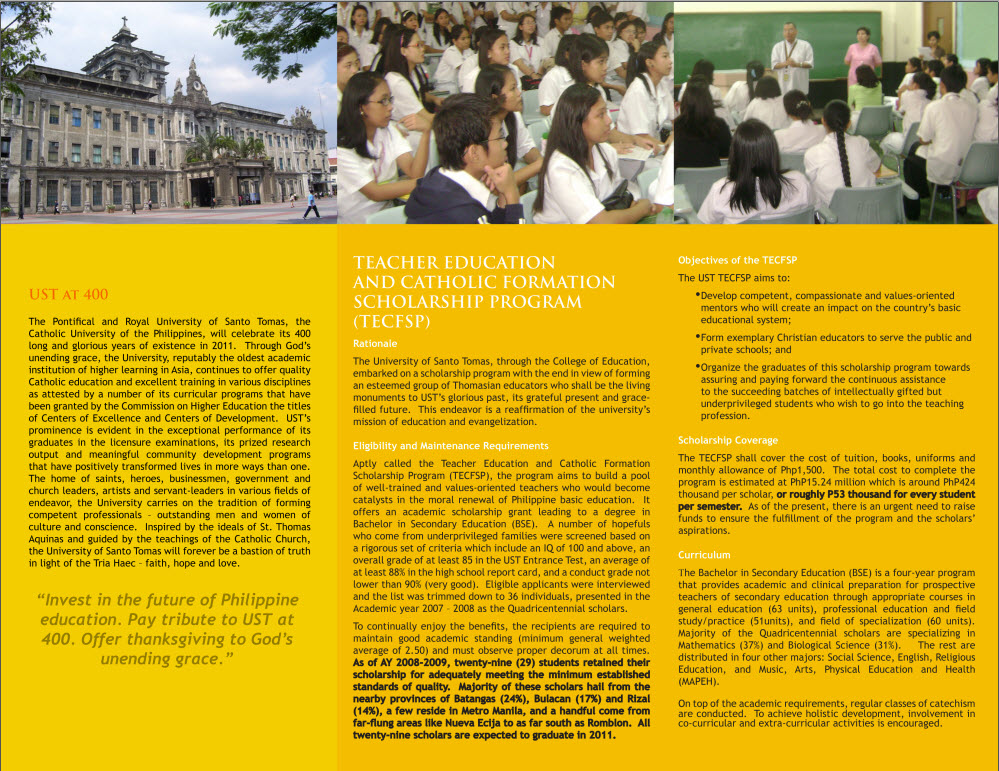 UST AT 400
The Pontifical and Royal University of Santo Tomas, the
Catholic University of the Philippines, will celebrate its 400
long and glorious years of existence in 2011. Through God's
unending grace, the University, reputably the oldest academic
institution of higher learning in Asia, continues to offer quality
Catholic education and excellent training in various disciplines
as attested by a number of its curricular programs that have
been granted by the Commission on Higher Education the titles
of Centers of Excellence and Centers of Development. UST's
prominence is evident in the exceptional performance of its
graduates in the licensure examinations, its prized research
output and meaningful community development programs
that have positively transformed lives in more ways than one.
The home of saints, heroes, businessmen, government and
church leaders, artists and servant-leaders in various fields of
endeavor, the University carries on the tradition of forming
competent professionals – outstanding men and women of
culture and conscience. Inspired by the ideals of St. Thomas
Aquinas and guided by the teachings of the Catholic Church,
the University of Santo Tomas will forever be a bastion of truth
in light of the Tria Haec – faith, hope and love.
“Invest in the future of Philippine
education. Pay tribute to UST at
400. Offer thanksgiving to God’s
unending grace.”
TEACHER EDUCATION
AND CATHOLIC FORMATION
SCHOLARSHIP PROGRAM
(TECFSP)
Rationale
The University of Santo Tomas, through the College of Education,
embarked on a scholarship program with the end in view of forming
an esteemed group of Thomasian educators who shall be the living
monuments to UST's glorious past, its grateful present and grace-
filled future. This endeavor is a reaffirmation of the university's
mission of education and evangelization.
Eligibility and Maintenance Requirements
Aptly called the Teacher Education and Catholic Formation
Scholarship Program (TECFSP), the program aims to build a pool
of well-trained and values-oriented teachers who would become
catalysts in the moral renewal of Philippine basic education. It
offers an academic scholarship grant leading to a degree in
Bachelor in Secondary Education (BSE). A number of hopefuls
who come from underprivileged families were screened based on
a rigorous set of criteria which include an IQ of 100 and above, an
overall grade of at least 85 in the UST Entrance Test, an average of
at least 88% in the high school report card, and a conduct grade not
lower than 90% (very good). Eligible applicants were interviewed
and the list was trimmed down to 36 individuals, presented in the
Academic year 2007 – 2008 as the Quadricentennial scholars.
To continually enjoy the benefits, the recipients are required to
maintain good academic standing (minimum general weighted
average of 2.50) and must observe proper decorum at all times.
As of AY 2008-2009, twenty-nine (29) students retained their
scholarship for adequately meeting the minimum established
standards of quality. Majority of these scholars hail from the
nearby provinces of Batangas (24%), Bulacan (17%) and Rizal
(14%), a few reside in Metro Manila, and a handful come from
far-flung areas like Nueva Ecija to as far south as Rombion. All
twenty-nine scholars are expected to graduate in 2011.
Objectives of the TECFSP
The UST TECFSP aims to:
•Develop competent, compassionate and values-oriented
mentors who will create an impact on the country's basic
educational system;
•Form exemplary Christian educators to serve the public and
private schools; and
•Organize the graduates of this scholarship program towards
assuring and paying forward the continuous assistance
to the succeeding batches of intellectually gifted but
underprivileged students who wish to go into the teaching
profession.
Scholarship Coverage
The TECFSP shall cover the cost of tuition, books, uniforms and
monthly allowance of Php1,500. The total cost to complete the
program is estimated at PhP15.24 million which is around PhP424
thousand per scholar, or roughly P53 thousand for every student
per semester. As of the present, there is an urgent need to raise
funds to ensure the fulfillment of the program and the scholars'
aspirations.
Curriculum
The Bachelor in Secondary Education (BSE) is a four-year program
that provides academic and clinical preparation for prospective
teachers of secondary education through appropriate courses in
general education (63 units), professional education and field
study/practice (51units), and field of specialization (60 units).
Majority of the Quadricentennial scholars are specializing in
Mathematics (37%) and Biological Science (31%). The rest are
distributed in four other majors: Social Science, English, Religious
Education, and Music, Arts, Physical Education and Health
(MAPEH).
On top of the academic requirements, regular classes of catechism
are conducted. To achieve holistic development, involvement in
co-curricular and extra-curricular activities is encouraged.